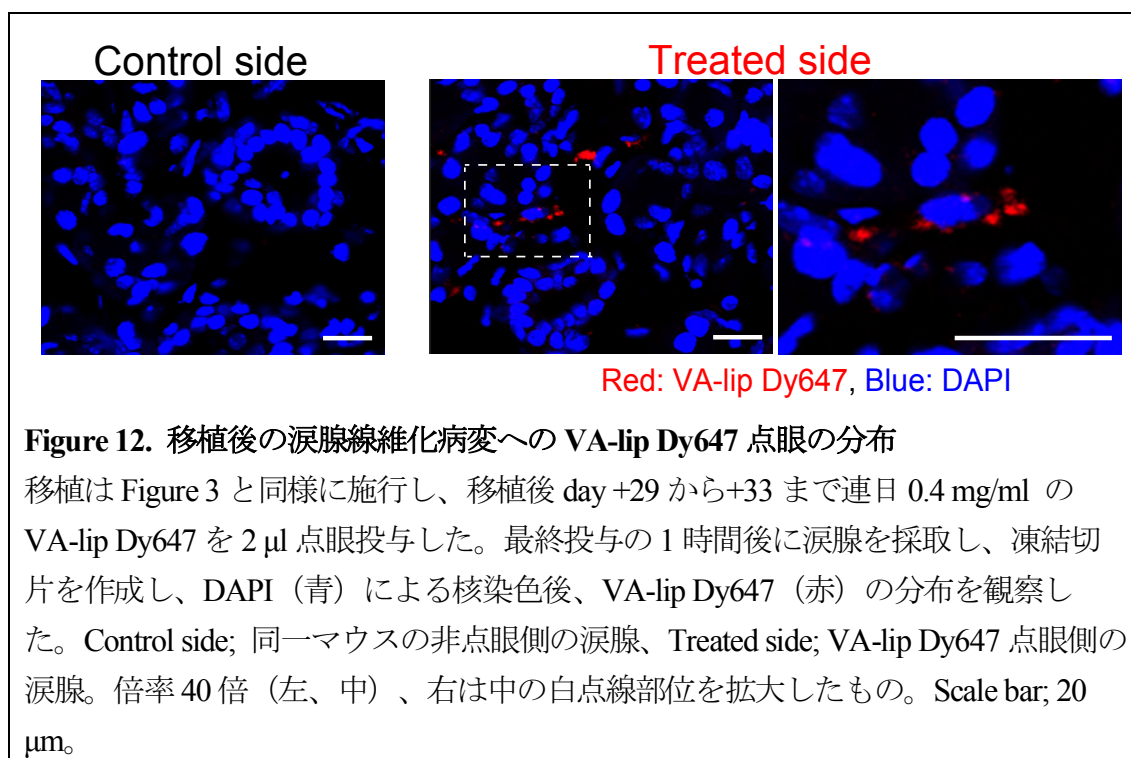 Control side
Treated side
Red: VA-lip Dy647, Blue: DAPI
Figure 12. 移植後の涙腺線維化病変への VA-lip Dy647 点眼の分布
移植は Figure 3 と同様に施行し、移植後 day +29 から+33 まで連日 0.4 mg/ml の
VA-lip Dy647 を 2 μl 点眼投与した。最終投与の 1 時間後に涙腺を採取し、凍結切
片を作成し、DAPI（青）による核染色後、VA-lip Dy647（赤）の分布を観察し
た。Control side; 同一マウスの非点眼側の涙腺、Treated side; VA-lip Dy647 点眼側の
涙腺。倍率 40 倍（左、中）、右は中の白点線部位を拡大したもの。Scale bar; 20
μm。